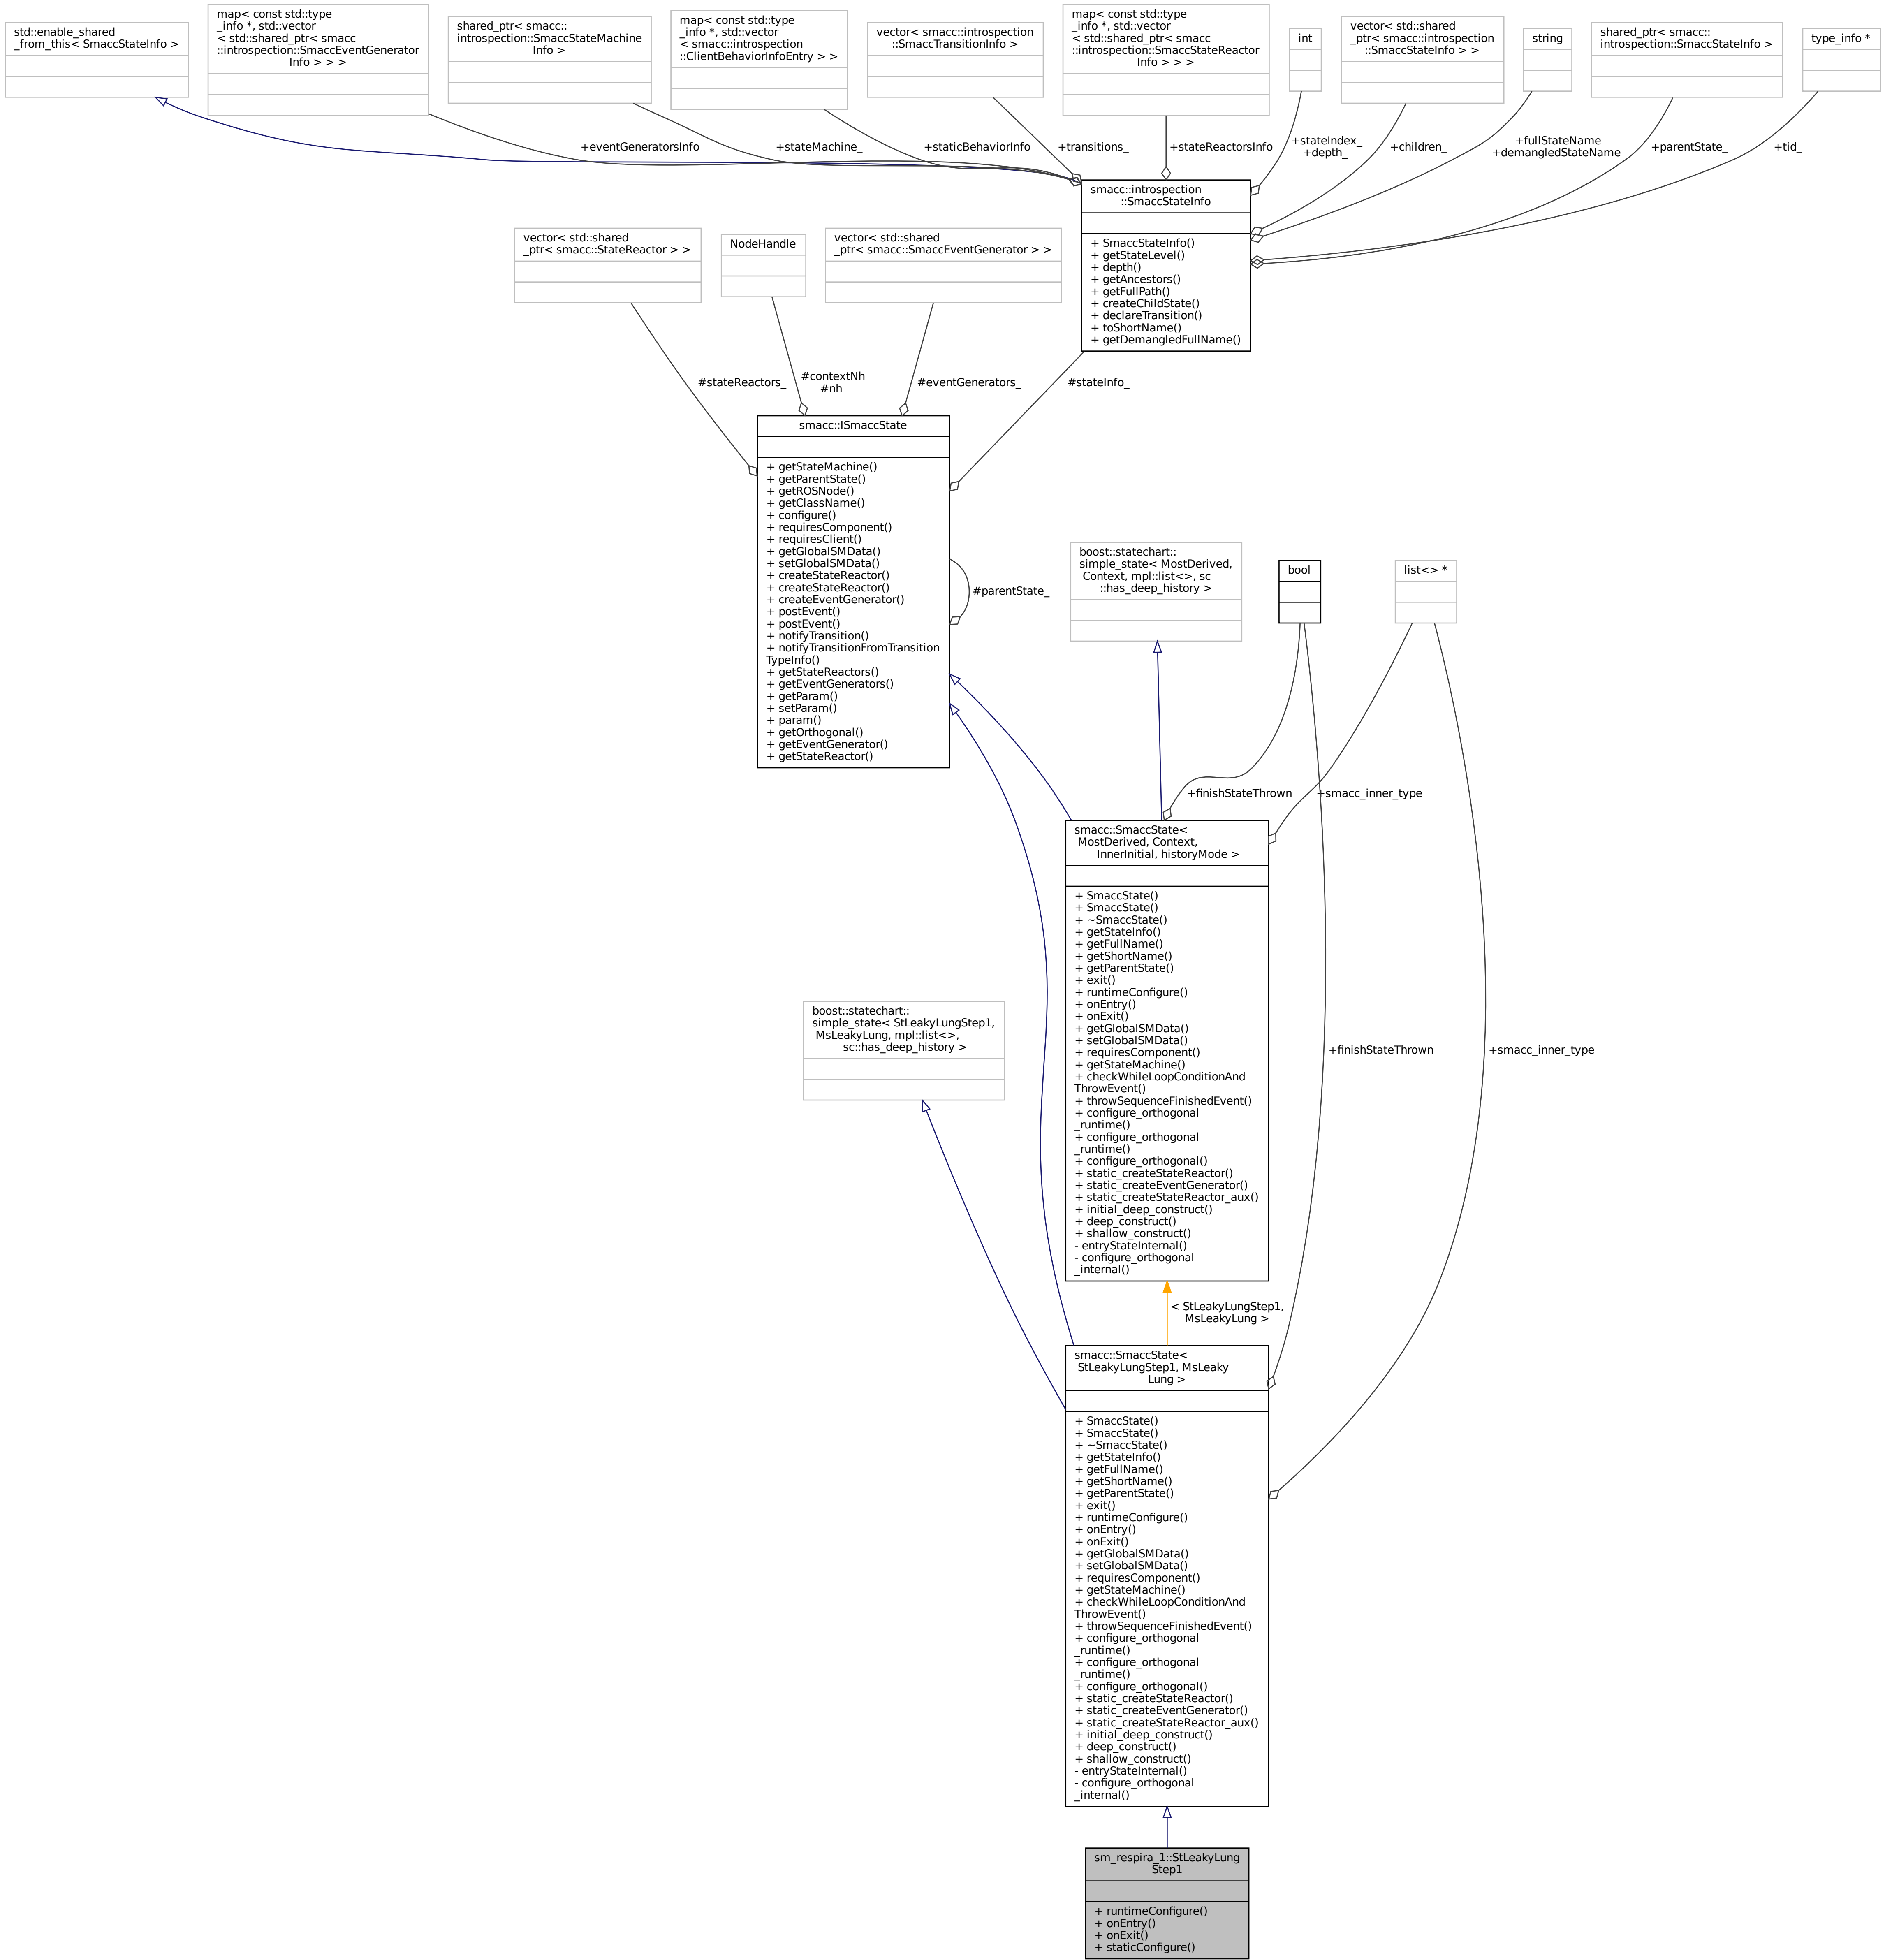 std::enable_shared
_from_this< SmaccStateInfo >
map< const std::type
_info *, std::vector
< std::shared_ptr< smacc
::introspection::SmaccEventGenerator
Info > > >
shared_ptr< smacc::
introspection::SmaccStateMachine
Info >
map< const std::type
_info *, std::vector
< smacc::introspection
::ClientBehaviorInfoEntry > >
vector< smacc::introspection
::SmaccTransitionInfo >
map< const std::type
_info *, std::vector
< std::shared_ptr< smacc
::introspection::SmaccStateReactor
Info > > >
int
vector< std::shared
_ptr< smacc::introspection
::SmaccStateInfo > >
string
shared_ptr< smacc::
introspection::SmaccStateInfo >
type_info *
+eventGeneratorsInfo
+stateMachine_
+staticBehaviorInfo
+transitions_
+stateReactorsInfo
+stateIndex_
+depth_
+children_
+fullStateName
+demangledStateName
+parentState_
+tid_
smacc::introspection
::SmaccStateInfo
+ SmaccStateInfo()
+ getStateLevel()
+ depth()
+ getAncestors()
+ getFullPath()
+ createChildState()
+ declareTransition()
+ toShortName()
+ getDemangledFullName()
vector< std::shared
_ptr< smacc::StateReactor > >
NodeHandle
vector< std::shared
_ptr< smacc::SmaccEventGenerator > >
#stateReactors_
#contextNh
#nh
#eventGenerators_
#stateInfo_
smacc::ISmaccState
+ getStateMachine()
+ getParentState()
+ getROSNode()
+ getClassName()
+ configure()
+ requiresComponent()
+ requiresClient()
+ getGlobalSMData()
+ setGlobalSMData()
+ createStateReactor()
+ createStateReactor()
+ createEventGenerator()
+ postEvent()
+ postEvent()
+ notifyTransition()
+ notifyTransitionFromTransition
TypeInfo()
+ getStateReactors()
+ getEventGenerators()
+ getParam()
+ setParam()
+ param()
+ getOrthogonal()
+ getEventGenerator()
+ getStateReactor()
#parentState_
boost::statechart::
simple_state< MostDerived,
Context, mpl::list<>, sc
::has_deep_history >
bool
list<> *
+finishStateThrown
+smacc_inner_type
smacc::SmaccState<
MostDerived, Context,
InnerInitial, historyMode >
+ SmaccState()
+ SmaccState()
+ ~SmaccState()
+ getStateInfo()
+ getFullName()
+ getShortName()
+ getParentState()
+ exit()
+ runtimeConfigure()
+ onEntry()
+ onExit()
+ getGlobalSMData()
+ setGlobalSMData()
+ requiresComponent()
+ getStateMachine()
+ checkWhileLoopConditionAnd
ThrowEvent()
+ throwSequenceFinishedEvent()
+ configure_orthogonal
_runtime()
+ configure_orthogonal
_runtime()
+ configure_orthogonal()
+ static_createStateReactor()
+ static_createEventGenerator()
+ static_createStateReactor_aux()
+ initial_deep_construct()
+ deep_construct()
+ shallow_construct()
- entryStateInternal()
- configure_orthogonal
_internal()
boost::statechart::
simple_state< StLeakyLungStep1,
MsLeakyLung, mpl::list<>,
sc::has_deep_history >
+finishStateThrown
+smacc_inner_type
< StLeakyLungStep1,
MsLeakyLung >
smacc::SmaccState<
StLeakyLungStep1, MsLeaky
Lung >
+ SmaccState()
+ SmaccState()
+ ~SmaccState()
+ getStateInfo()
+ getFullName()
+ getShortName()
+ getParentState()
+ exit()
+ runtimeConfigure()
+ onEntry()
+ onExit()
+ getGlobalSMData()
+ setGlobalSMData()
+ requiresComponent()
+ getStateMachine()
+ checkWhileLoopConditionAnd
ThrowEvent()
+ throwSequenceFinishedEvent()
+ configure_orthogonal
_runtime()
+ configure_orthogonal
_runtime()
+ configure_orthogonal()
+ static_createStateReactor()
+ static_createEventGenerator()
+ static_createStateReactor_aux()
+ initial_deep_construct()
+ deep_construct()
+ shallow_construct()
- entryStateInternal()
- configure_orthogonal
_internal()
sm_respira_1::StLeakyLung
Step1
+ runtimeConfigure()
+ onEntry()
+ onExit()
+ staticConfigure()